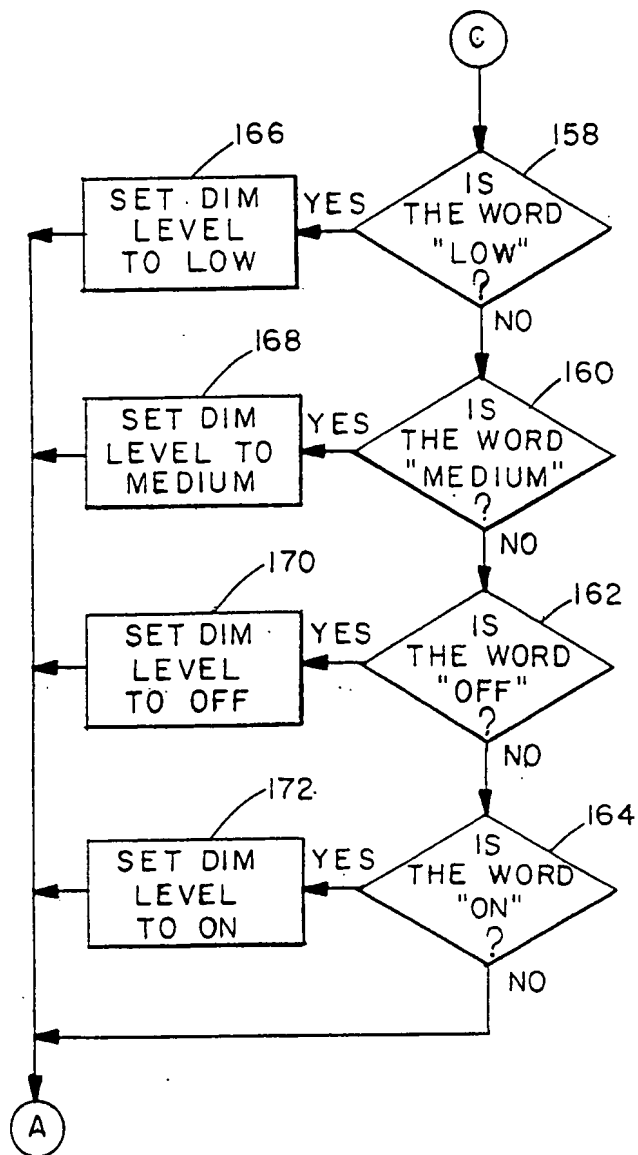 C
158
IS
THE WORD
"LOW"
?
YES
NO
166
SET DIM
LEVEL
TO LOW
160
IS
THE WORD
"MEDIUM"
?
YES
NO
168
SET DIM
LEVEL TO
MEDIUM
162
IS
THE WORD
"OFF"
?
YES
NO
170
SET DIM
LEVEL
TO OFF
164
IS
THE WORD
"ON"
?
YES
NO
172
SET DIM
LEVEL
TO ON
A